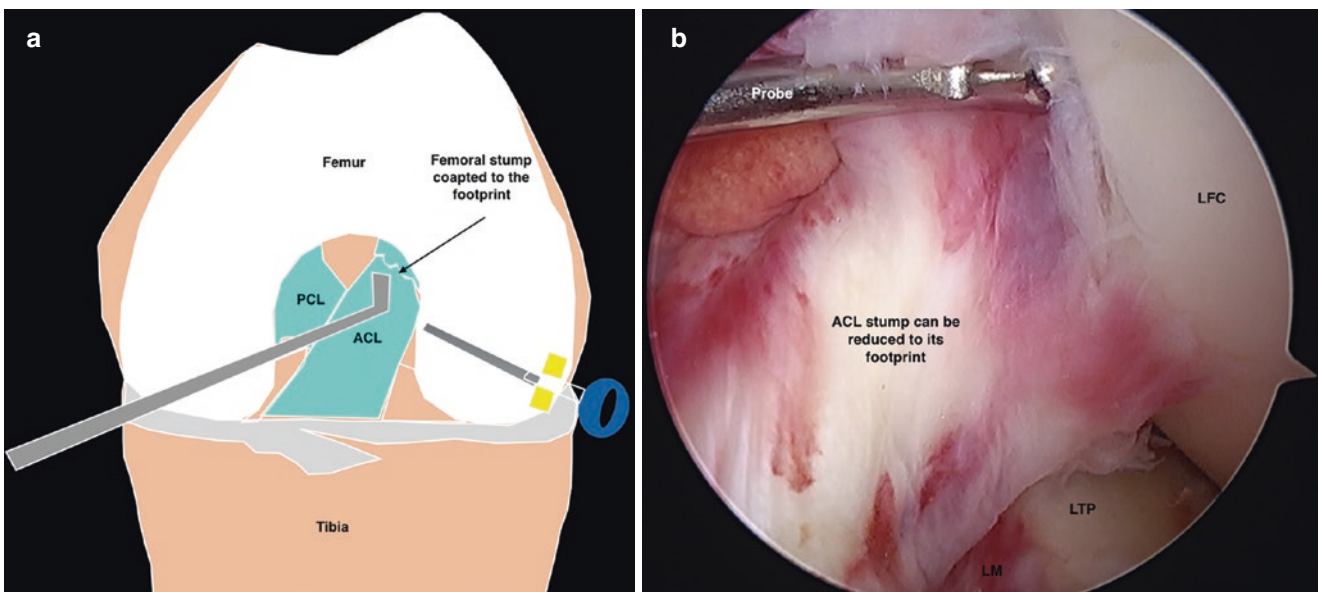 a
Femur
Femoral stump
coapted to the
footprint
PCL
ACL
Tibia
b
Probe
LFC
ACL stump can be
reduced to its
footprint
LTP
LM